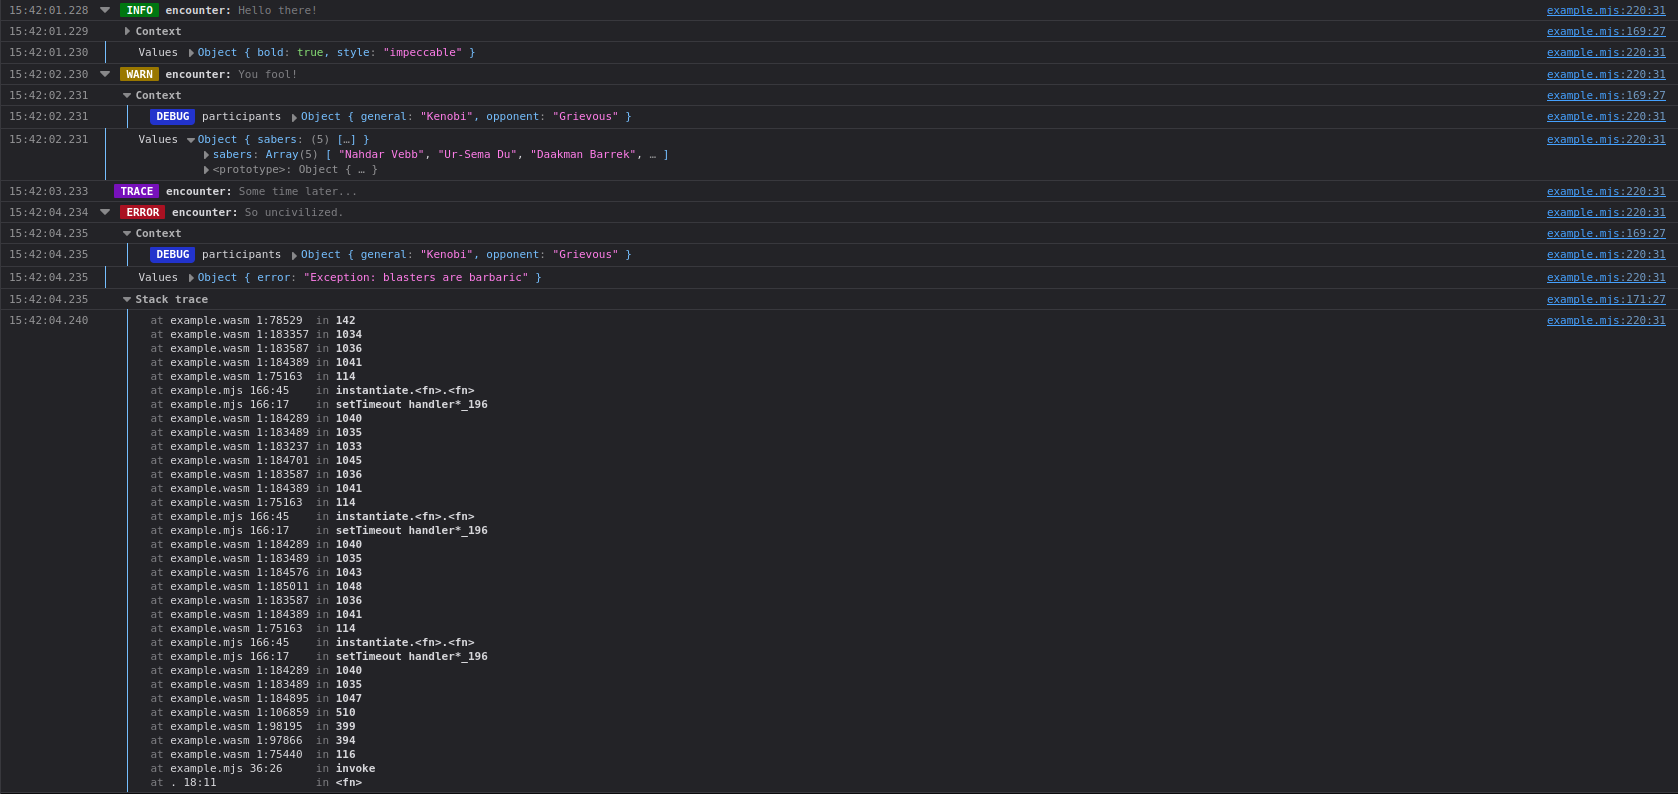 15:42:01.228 INFO encounter: Hello there! example.mjs:220:31
15:42:01.229 Context example.mjs:169:27
15:42:01.230 Values Object { bold: true, style: "impeccable" } example.mjs:220:31
15:42:02.230 WARN encounter: You fool! example.mjs:220:31
15:42:02.231 Context example.mjs:169:27
15:42:02.231 DEBUG participants Object { general: "Kenobi", opponent: "Grievous" } example.mjs:220:31
15:42:02.231 Values Object { sabers: (5) […] } example.mjs:220:31
sabers: Array(5) [ "Nahdar Vebb", "Ur-Sema Du", "Daakman Barrek", … ]
<prototype>: Object { … }
15:42:03.233 TRACE encounter: Some time later... example.mjs:220:31
15:42:04.234 ERROR encounter: So uncivilized. example.mjs:220:31
15:42:04.235 Context example.mjs:169:27
15:42:04.235 DEBUG participants Object { general: "Kenobi", opponent: "Grievous" } example.mjs:220:31
15:42:04.235 Values Object { error: "Exception: blasters are barbaric" } example.mjs:220:31
15:42:04.235 Stack trace example.mjs:171:27
15:42:04.240 at example.wasm 1:78529 in 142 example.mjs:220:31
at example.wasm 1:183357 in 1034
at example.wasm 1:183587 in 1036
at example.wasm 1:184389 in 1041
at example.wasm 1:75163 in 114
at example.mjs 166:45 in instantiate.<fn>.<fn>
at example.mjs 166:17 in setTimeout handler*_196
at example.wasm 1:184289 in 1040
at example.wasm 1:183489 in 1035
at example.wasm 1:183237 in 1033
at example.wasm 1:184701 in 1045
at example.wasm 1:183587 in 1036
at example.wasm 1:184389 in 1041
at example.wasm 1:75163 in 114
at example.mjs 166:45 in instantiate.<fn>.<fn>
at example.mjs 166:17 in setTimeout handler*_196
at example.wasm 1:184289 in 1040
at example.wasm 1:183489 in 1035
at example.wasm 1:184576 in 1043
at example.wasm 1:185011 in 1048
at example.wasm 1:183587 in 1036
at example.wasm 1:184389 in 1041
at example.wasm 1:75163 in 114
at example.mjs 166:45 in instantiate.<fn>.<fn>
at example.mjs 166:17 in setTimeout handler*_196
at example.wasm 1:184289 in 1040
at example.wasm 1:183489 in 1035
at example.wasm 1:184895 in 1047
at example.wasm 1:106859 in 510
at example.wasm 1:98195 in 399
at example.wasm 1:97866 in 394
at example.wasm 1:75440 in 116
at example.mjs 36:26 in invoke
at . 18:11 in <fn>